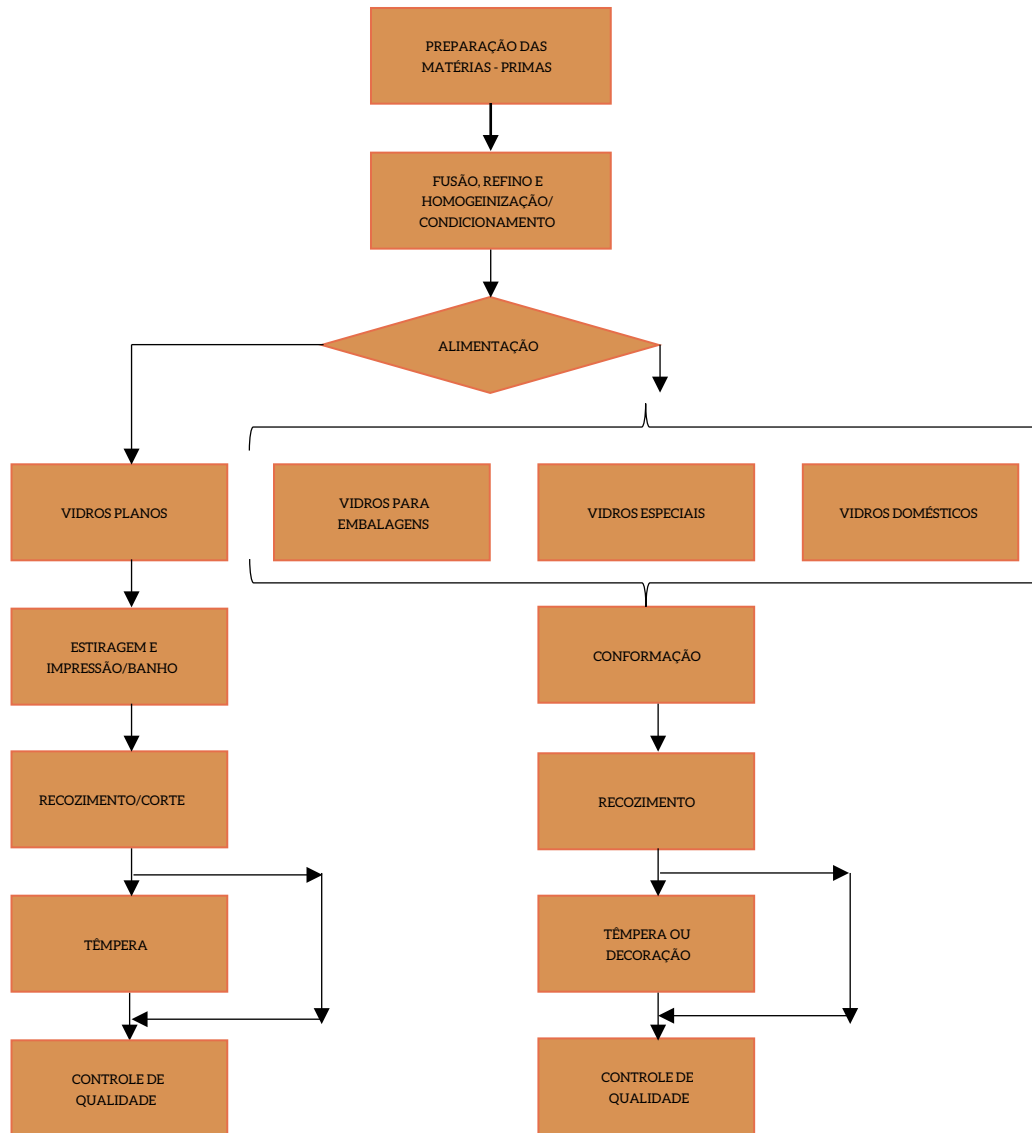 PREPARAÇÃO DAS
MATÉRIAS - PRIMAS
FUSÃO, REFINO E
HOMOGEINIZAÇÃO/
CONDICIONAMENTO
ALIMENTAÇÃO
VIDROS PLANOS
VIDROS PARA
EMBALAGENS
VIDROS ESPECIAIS
VIDROS DOMÉSTICOS
ESTIRAGEM E
IMPRESSÃO/BANHO
CONFORMAÇÃO
RECOZIMENTO/CORTE
RECOZIMENTO
TÊMPERA
TÊMPERA OU
DECORAÇÃO
CONTROLE DE
QUALIDADE
CONTROLE DE
QUALIDADE